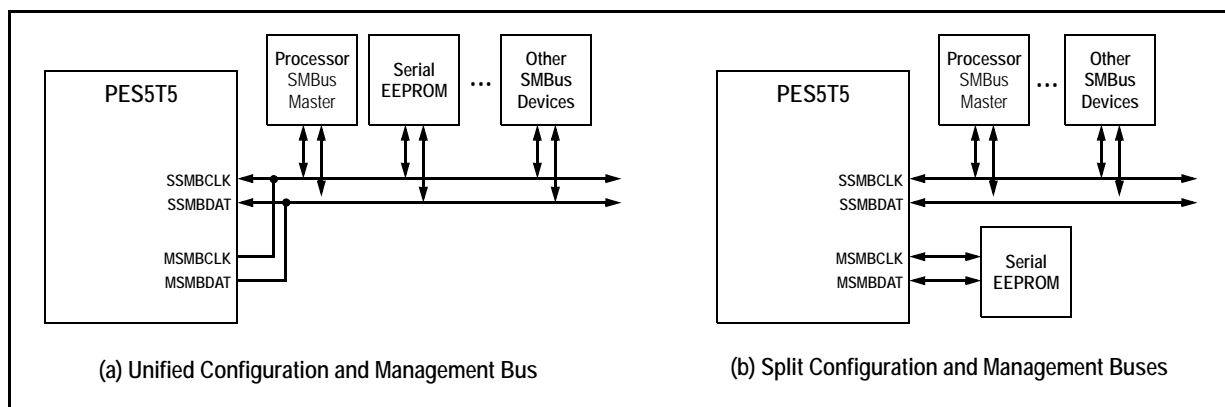 PES5T5
Processor
SMBus
Master
Serial
EEPROM
...
Other
SMBus
Devices
SSMBCLK
SSMBDAT
MSMBCLK
MSMBDAT
(a) Unified Configuration and Management Bus
PES5T5
Processor
SMBus
Master
...
Other
SMBus
Devices
SSMBCLK
SSMBDAT
MSMBCLK
MSMBDAT
Serial
EEPROM
(b) Split Configuration and Management Buses